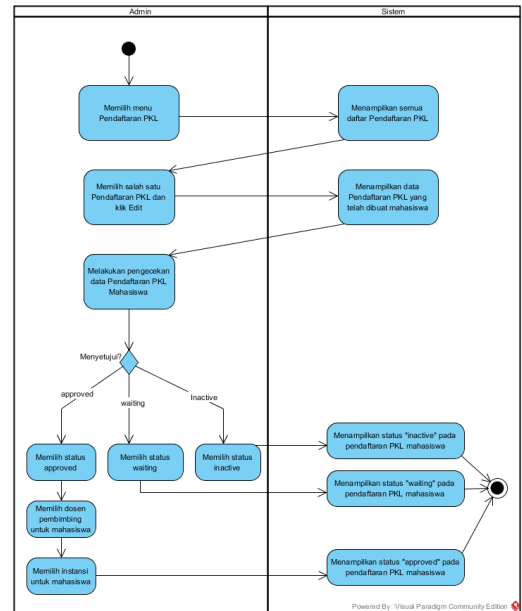 Admin
Sistem
Memilih menu
Pendaftaran PKL
Menampilkan semua
daftar Pendaftaran PKL
Memilih salah satu
Pendaftaran PKL dan
klik Edit
Menampilkan data
Pendaftaran PKL yang
telah dibuat mahasiswa
Melakukan pengecekan
data Pendaftaran PKL
Mahasiswa
Menyetujui?
approved
waiting
Inactive
Memilih status
approved
Memilih status
waiting
Memilih status
inactive
Menampilkan status "inactive" pada
pendaftaran PKL mahasiswa
Menampilkan status "waiting" pada
pendaftaran PKL mahasiswa
Memilih dosen
pembimbing
untuk mahasiswa
Memilih instansi
untuk mahasiswa
Menampilkan status "approved" pada
pendaftaran PKL mahasiswa
Powered By Visual Paradigm Community Edition